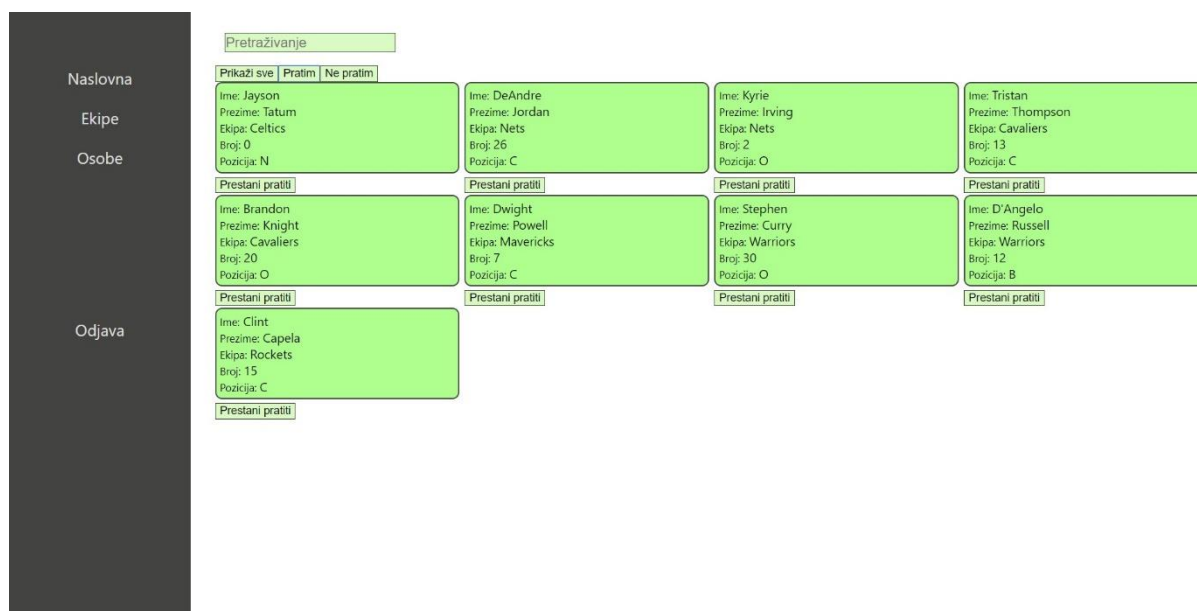 Naslovna
Ekipe
Osobe
Odjava
Pretraživanje
Prikaži sve Pratim Ne pratim
Ime: Jayson
Prezime: Tatum
Ekipa: Celtics
Broj: 0
Pozicija: N
Prestani pratiti
Ime: DeAndre
Prezime: Jordan
Ekipa: Nets
Broj: 26
Pozicija: C
Prestani pratiti
Ime: Kyrie
Prezime: Irving
Ekipa: Nets
Broj: 2
Pozicija: O
Prestani pratiti
Ime: Tristan
Prezime: Thompson
Ekipa: Cavaliers
Broj: 13
Pozicija: C
Prestani pratiti
Ime: Brandon
Prezime: Knight
Ekipa: Cavaliers
Broj: 20
Pozicija: O
Prestani pratiti
Ime: Dwight
Prezime: Powell
Ekipa: Mavericks
Broj: 7
Pozicija: C
Prestani pratiti
Ime: Stephen
Prezime: Curry
Ekipa: Warriors
Broj: 30
Pozicija: O
Prestani pratiti
Ime: D'Angelo
Prezime: Russell
Ekipa: Warriors
Broj: 12
Pozicija: B
Prestani pratiti
Ime: Clint
Prezime: Capela
Ekipa: Rockets
Broj: 15
Pozicija: C
Prestani pratiti